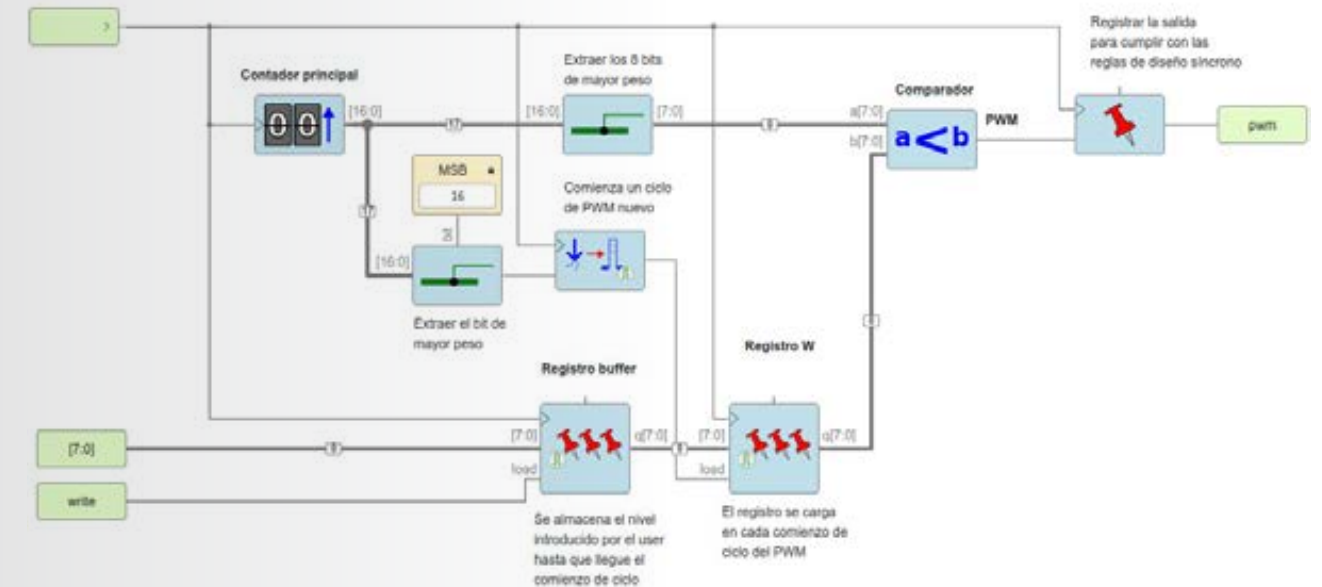 Registrar la salida
para cumplir con las
reglas de diseño síncrono
Extraer los 8 bits
de mayor peso
Contador principal
Comparador
[16:0]
17
[16:0]
[7:0]
8
a[7:0]
b[7:0]
a<b
PWM
pwm
00
MSB
16
Comienza un ciclo
de PWM nuevo
17
[16:0]
Extraer el bit de
mayor peso
Registro W
Registro buffer
[7:0]
8
[7:0]
load
q[7:0]
8
[7:0]
load
q[7:0]
write
Se almacena el nivel
introducido por el user
hasta que llegue el
comienzo de ciclo
El registro se carga
en cada comienzo de
ciclo del PWM